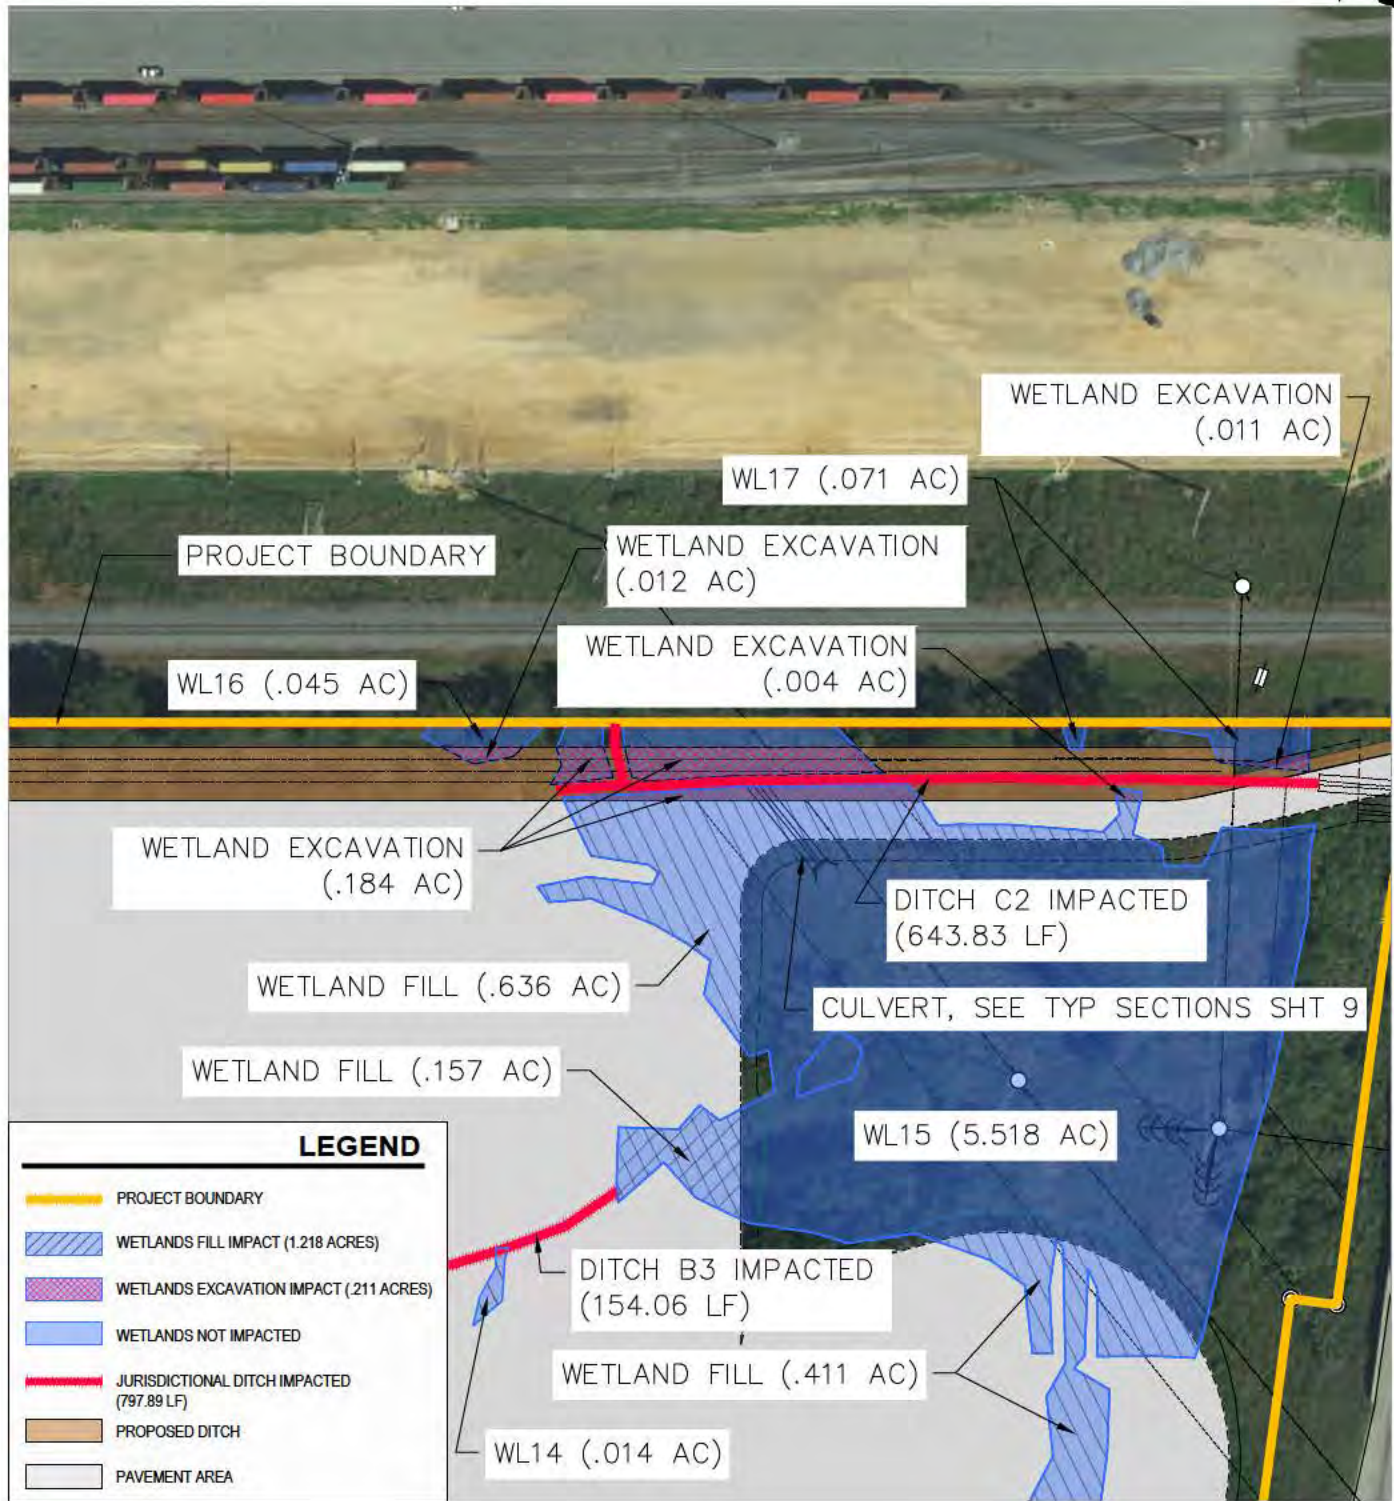 WETLAND EXCAVATION
(.011 AC)
WL17 (.071 AC)
PROJECT BOUNDARY
WETLAND EXCAVATION
(.012 AC)
WETLAND EXCAVATION
(.004 AC)
WL16 (.045 AC)
WETLAND EXCAVATION
(.184 AC)
DITCH C2 IMPACTED
(643.83 LF)
WETLAND FILL (.636 AC)
CULVERT, SEE TYP SECTIONS SHT 9
WETLAND FILL (.157 AC)
WL15 (5.518 AC)
DITCH B3 IMPACTED
(154.06 LF)
WETLAND FILL (.411 AC)
WL14 (.014 AC)
LEGEND
PROJECT BOUNDARY
WETLANDS FILL IMPACT (1.218 ACRES)
WETLANDS EXCAVATION IMPACT (.211 ACRES)
WETLANDS NOT IMPACTED
JURISDICTIONAL DITCH IMPACTED
(797.89 LF)
PROPOSED DITCH
PAVEMENT AREA